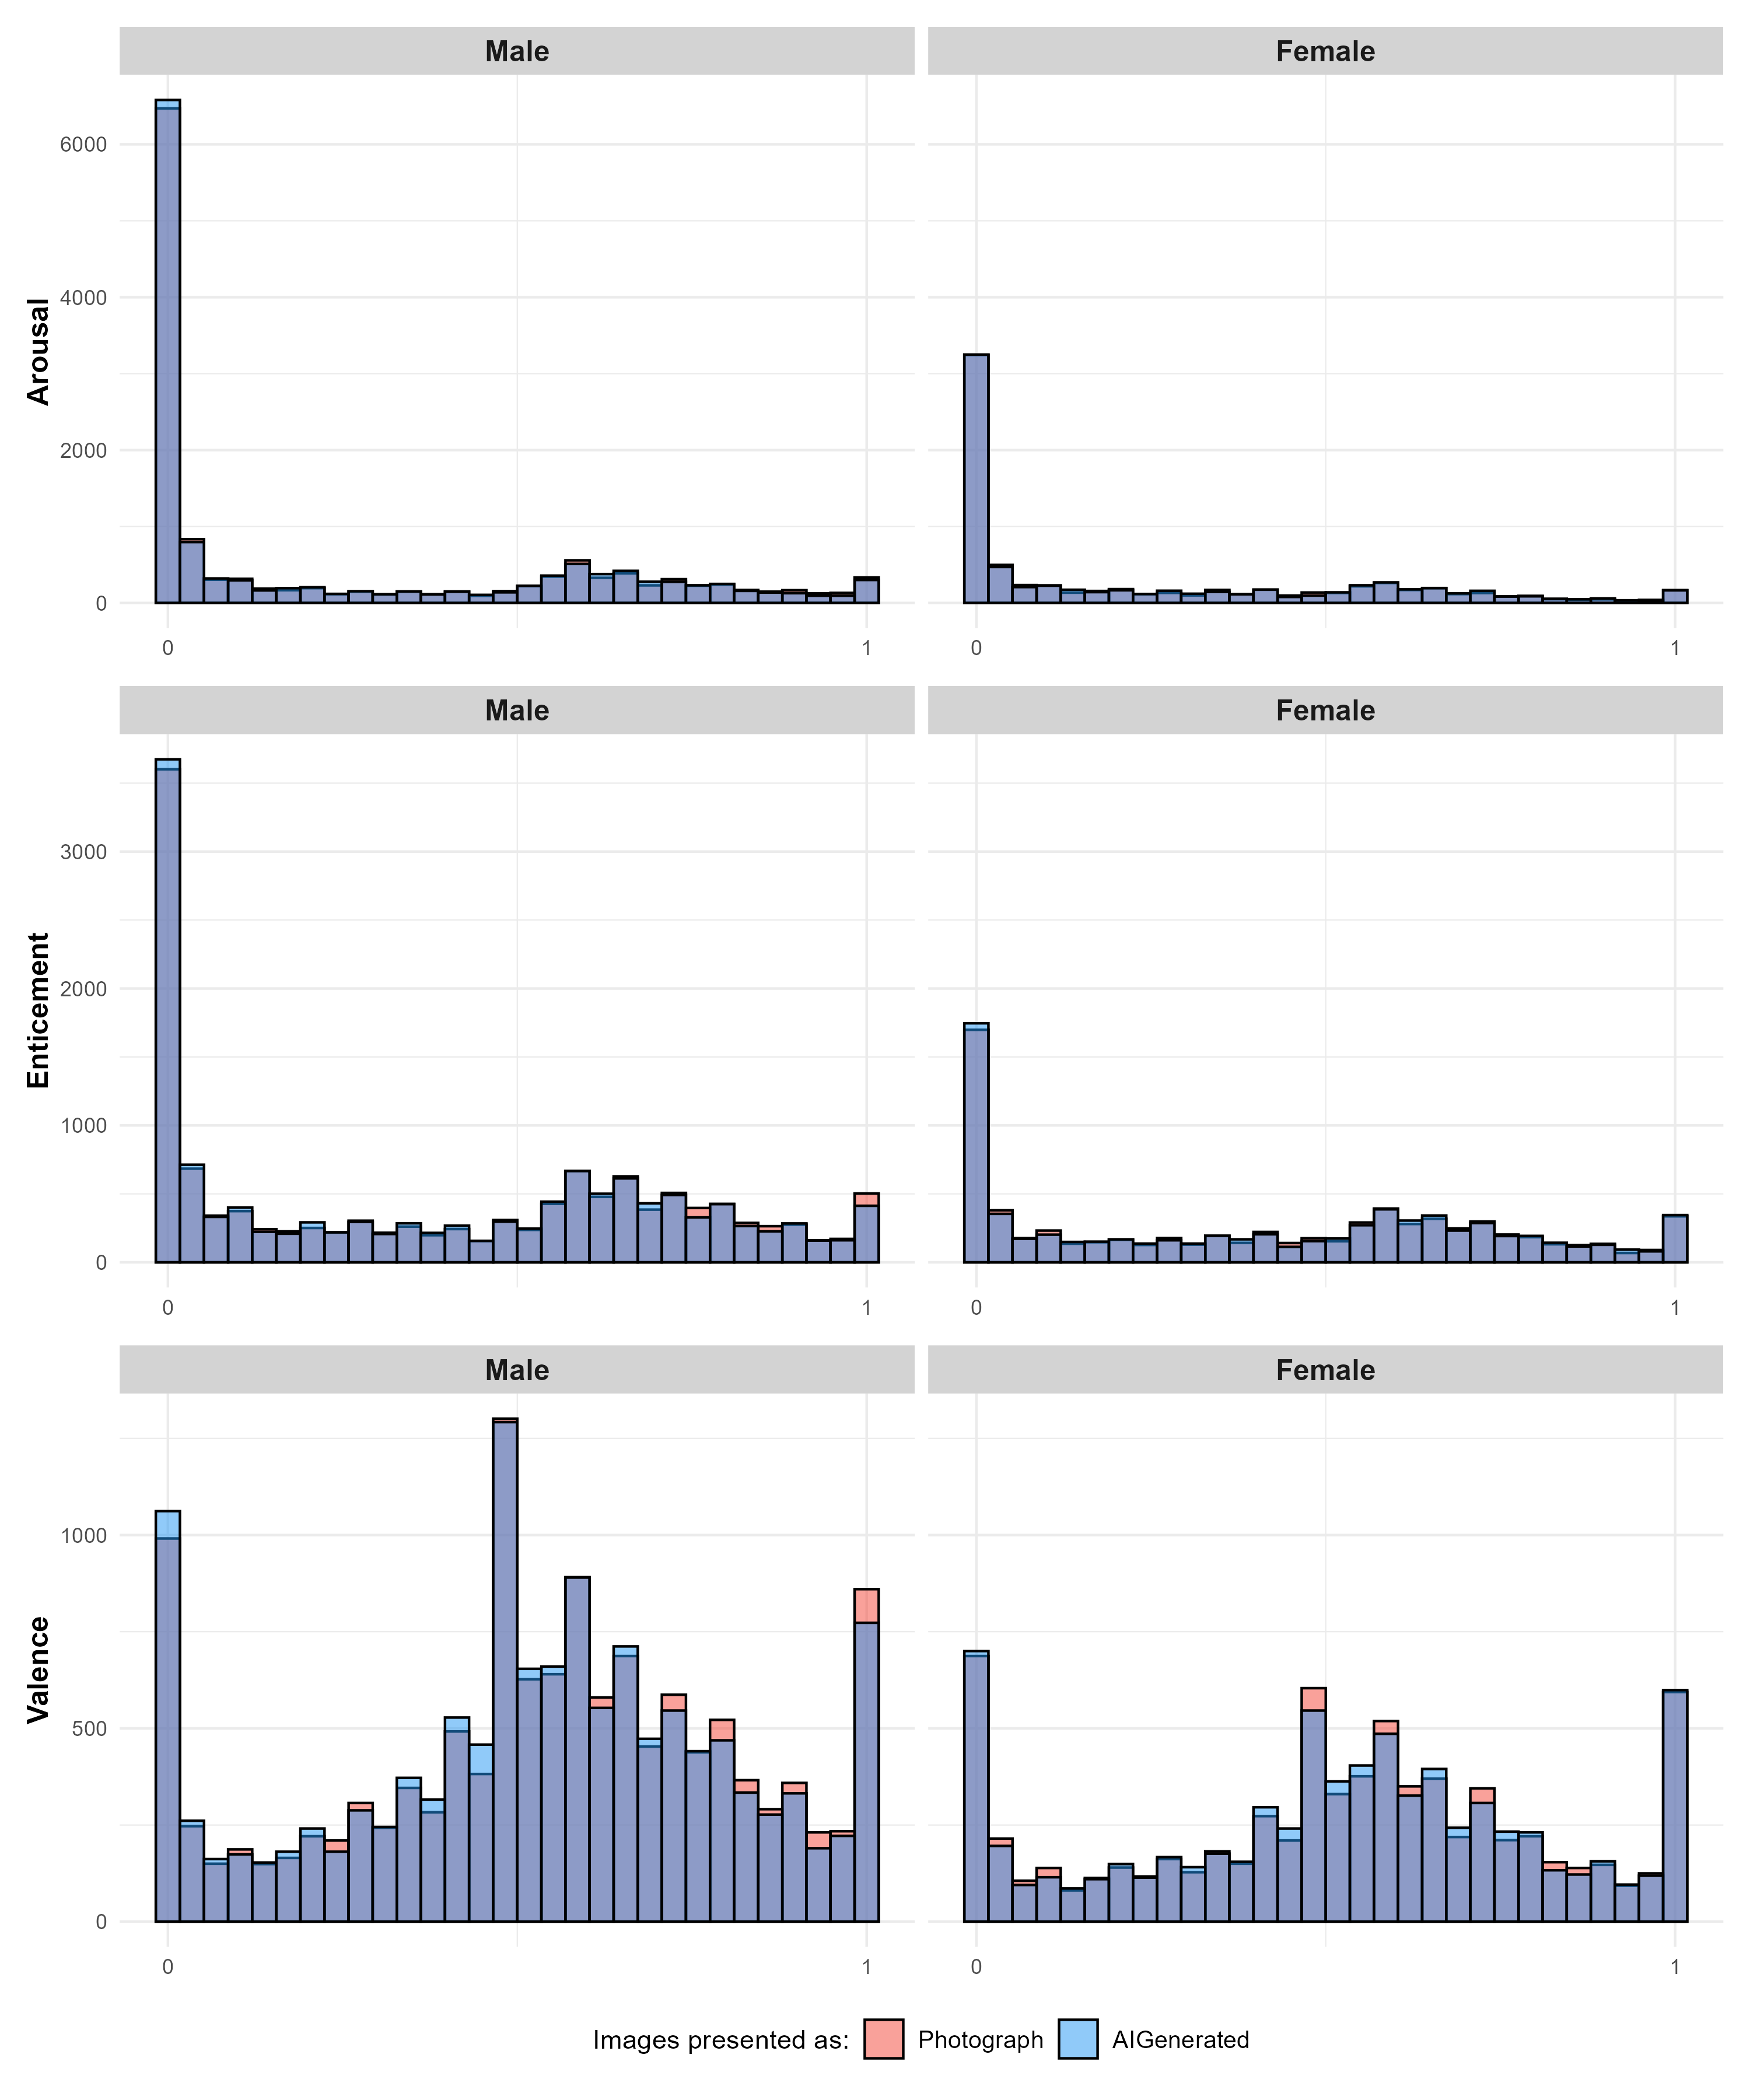 Male Female
6000
4000
2000
0
Arousal
0 1 0 1
Male Female
3000
2000
1000
0
Enticement
0 1 0 1
Male Female
1000
500
0
Valence
0 1 0 1
Images presented as: Photograph AIGenerated